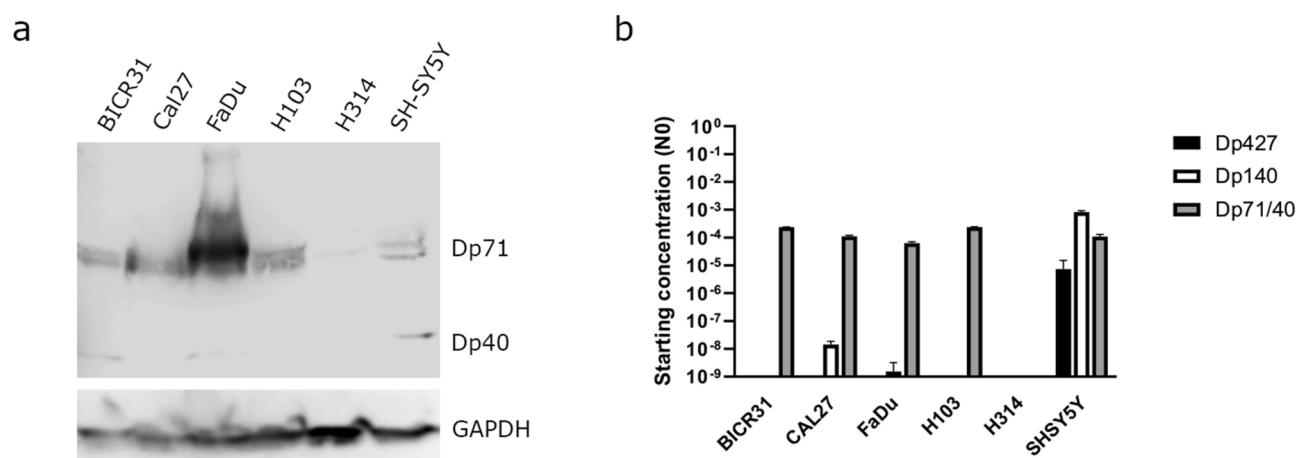 a
BICR31
Cal27
FaDu
H103
H314
SH-SY5Y
Dp71
Dp40
GAPDH
b
Starting concentration (N0)
10⁰
10⁻¹
10⁻²
10⁻³
10⁻⁴
10⁻⁵
10⁻⁶
10⁻⁷
10⁻⁸
10⁻⁹
BICR31
CAL27
FaDu
H103
H314
SHSY5Y
Dp427
Dp140
Dp71/40